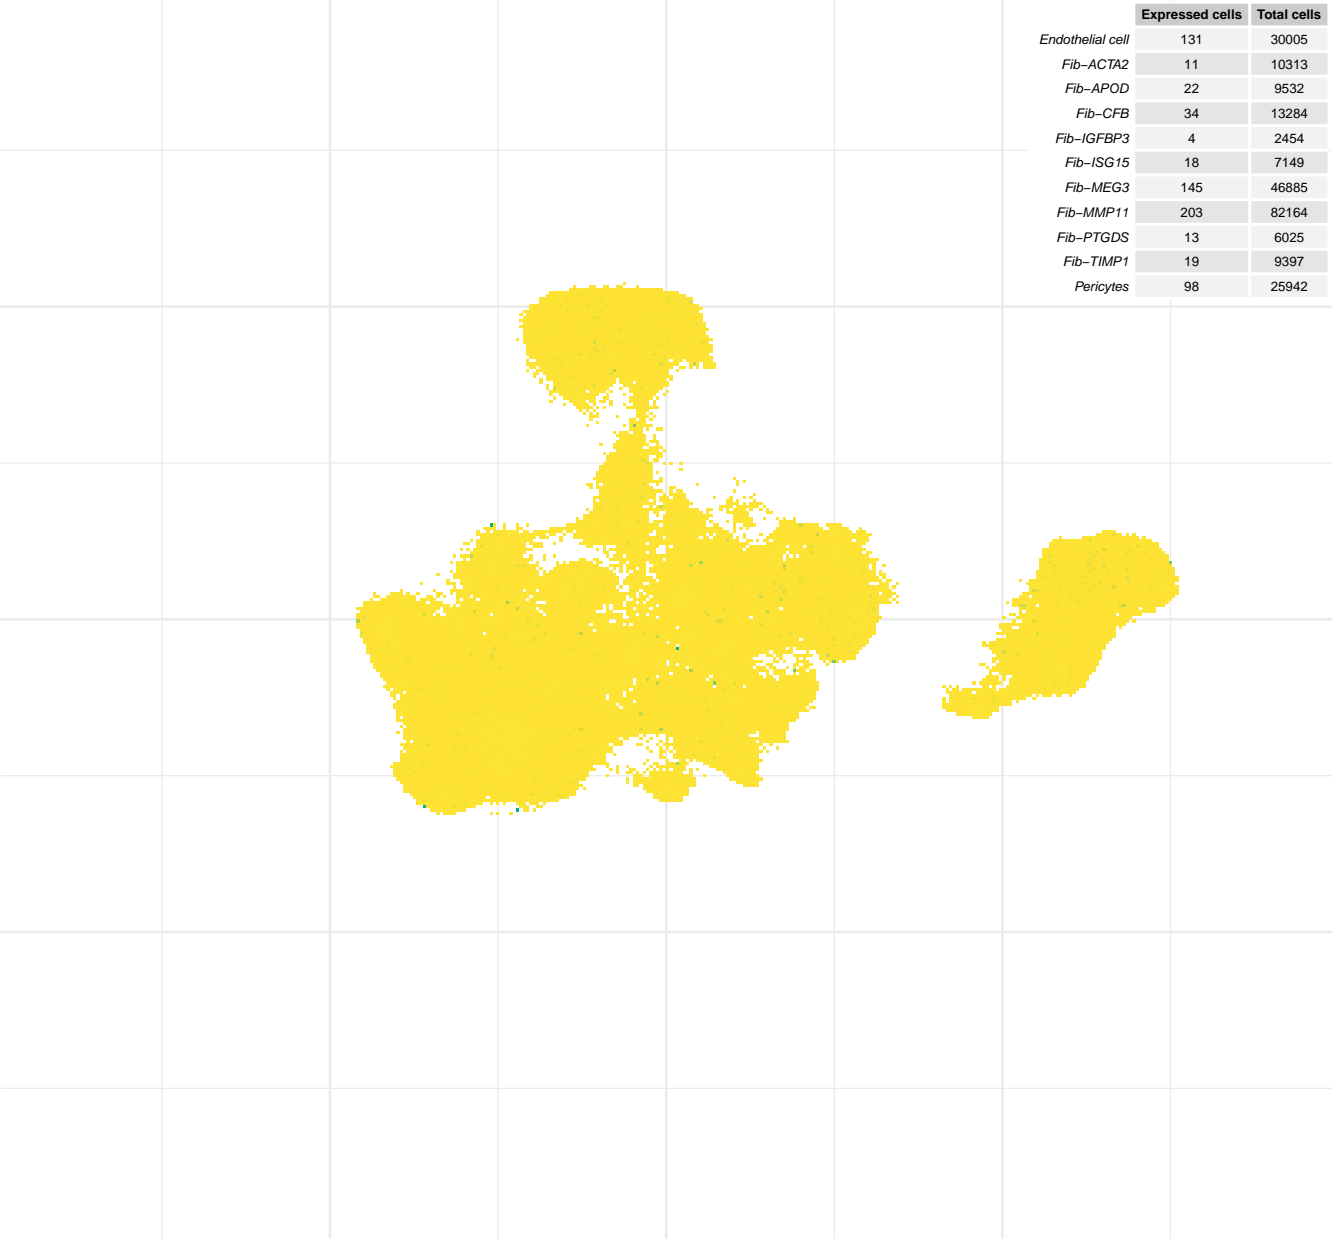 Expressed cells Total cells
Endothelial cell 131 30005
Fib−ACTA2 11 10313
Fib−APOD 22 9532
Fib−CFB 34 13284
Fib−IGFBP3 4 2454
Fib−ISG15 18 7149
Fib−MEG3 145 46885
Fib−MMP11 203 82164
Fib−PTGDS 13 6025
Fib−TIMP1 19 9397
Pericytes 98 25942